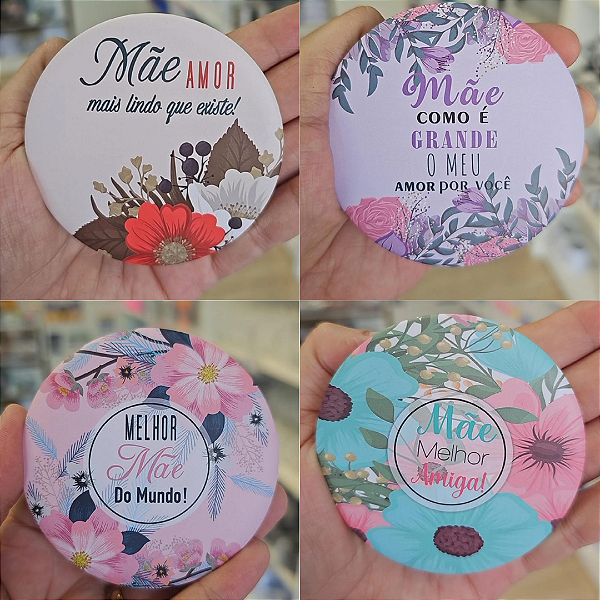 Mãe AMOR
mais lindo que existe!
Mãe
COMO É
GRANDE
O MEU
AMOR POR VOCÊ
MELHOR
Mãe
Do Mundo!
Mãe
Melhor
Amiga!